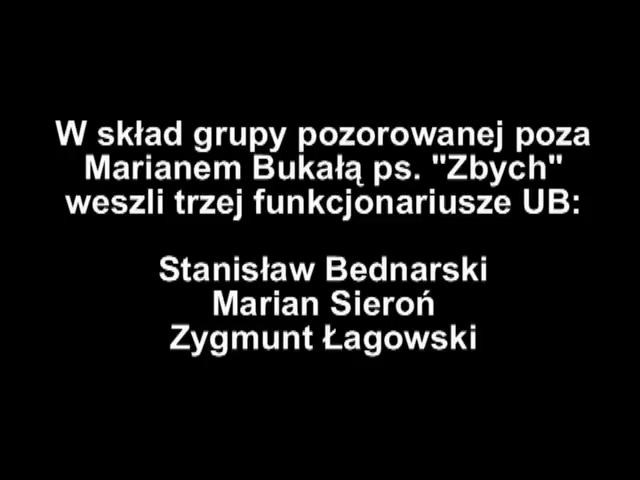 W skład grupy pozorowanej poza
Marianem Bukałą ps. "Zbych"
weszli trzej funkcjonariusze UB:
Stanisław Bednarski
Marian Sieroń
Zygmunt Łagowski